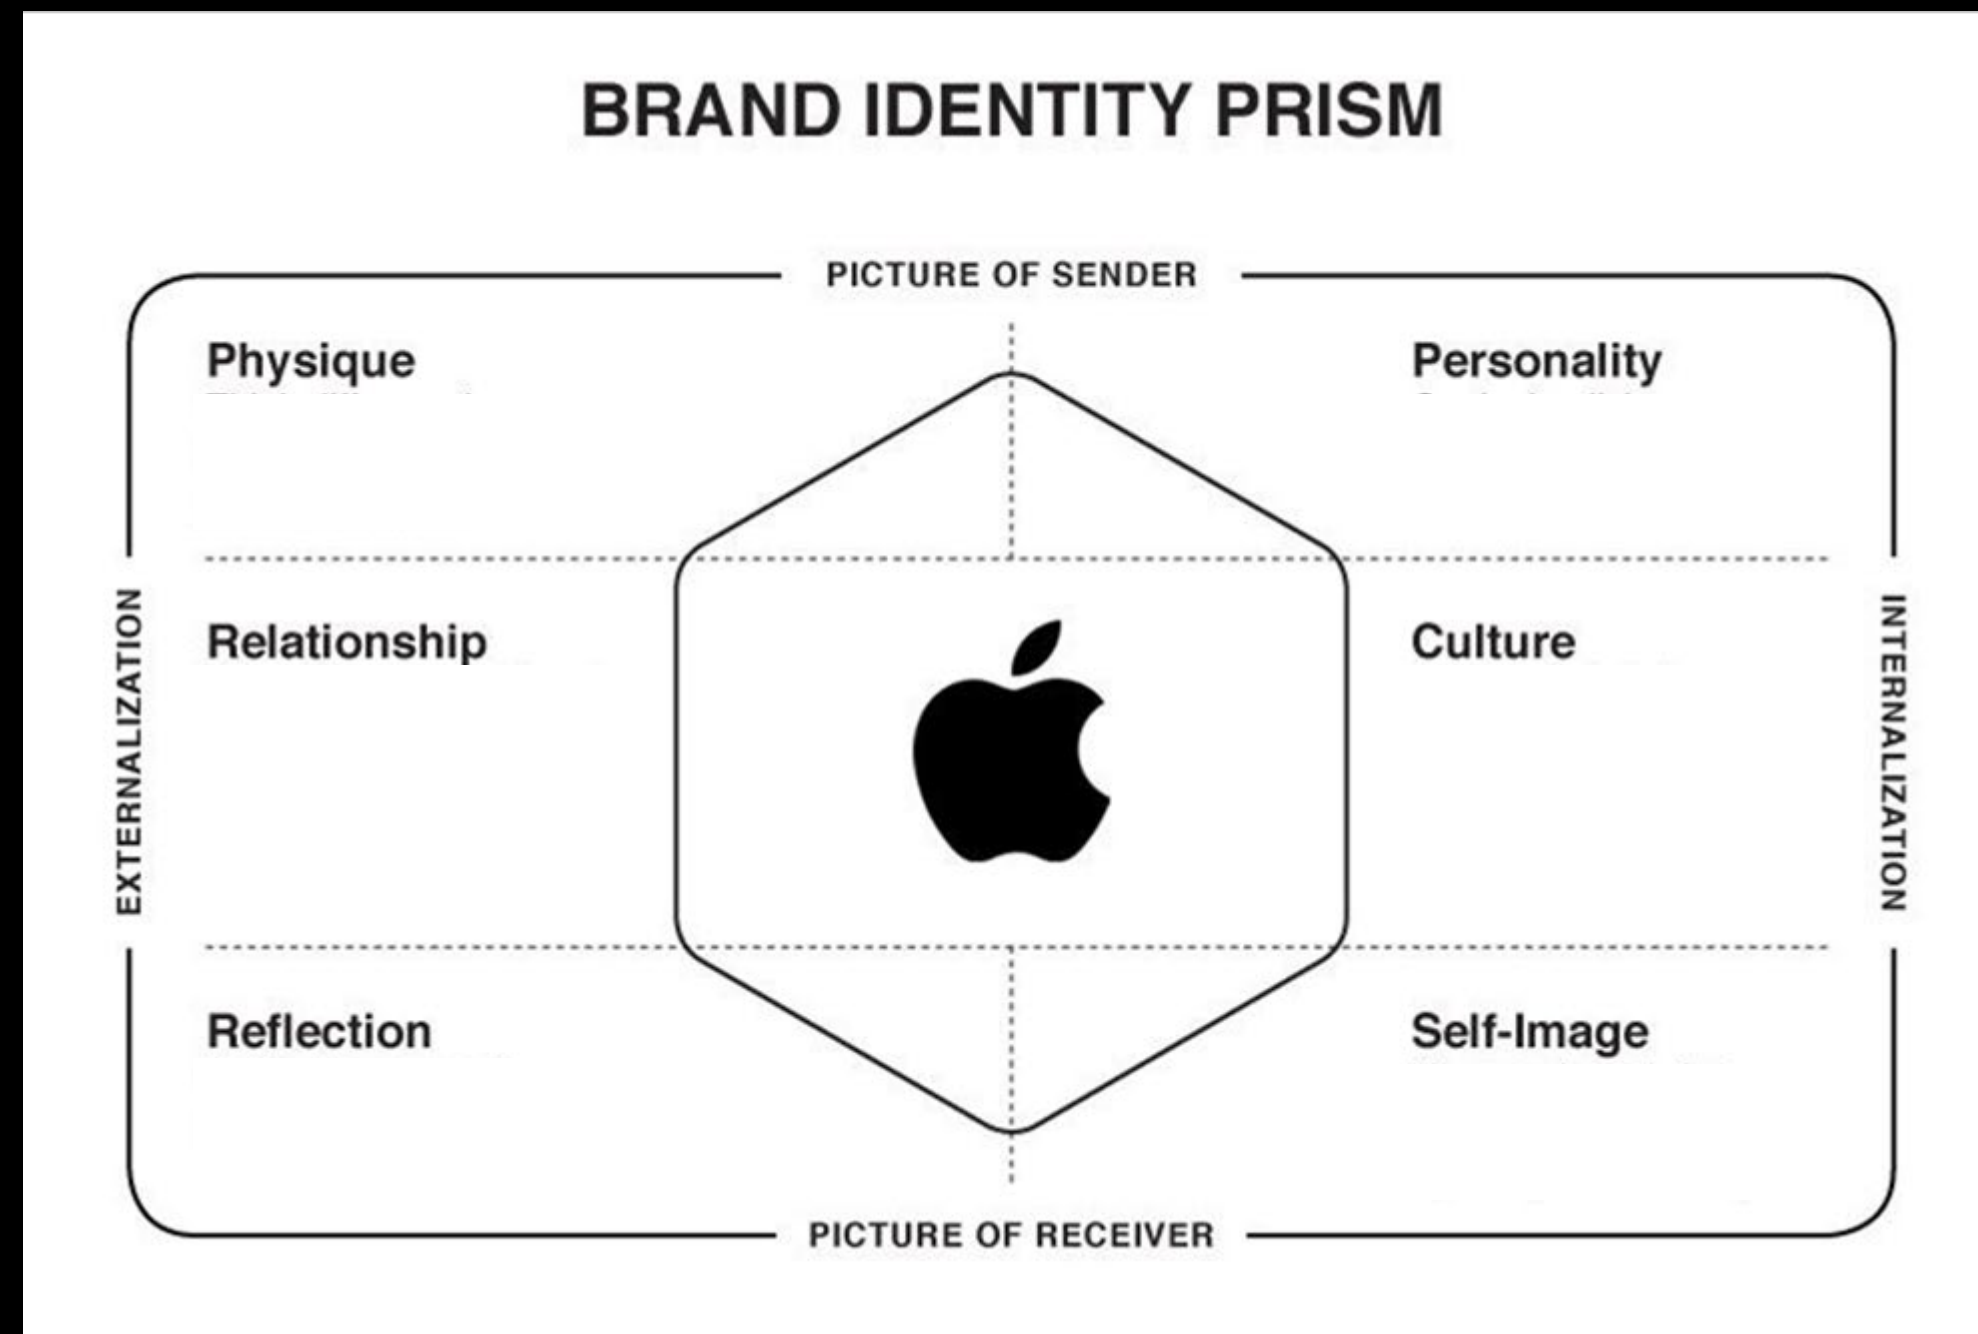 BRAND IDENTITY PRISM
PICTURE OF SENDER
Physique
Personality
EXTERNALIZATION
Relationship
Culture
INTERNALIZATION
Reflection
Self-Image
PICTURE OF RECEIVER